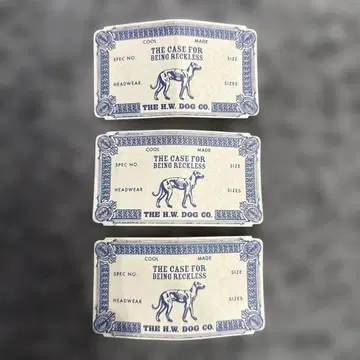 COOL MADE
THE CASE FOR
SPEC NO. BEING RECKLESS SIZE
HEADWEAR SIZES
THE H.W. DOG CO.
COOL MADE
THE CASE FOR
SPEC NO. BEING RECKLESS SIZE
HEADWEAR SIZES
THE H.W. DOG CO.
COOL MADE
THE CASE FOR
SPEC NO. BEING RECKLESS SIZE
HEADWEAR SIZES
THE H.W. DOG CO.